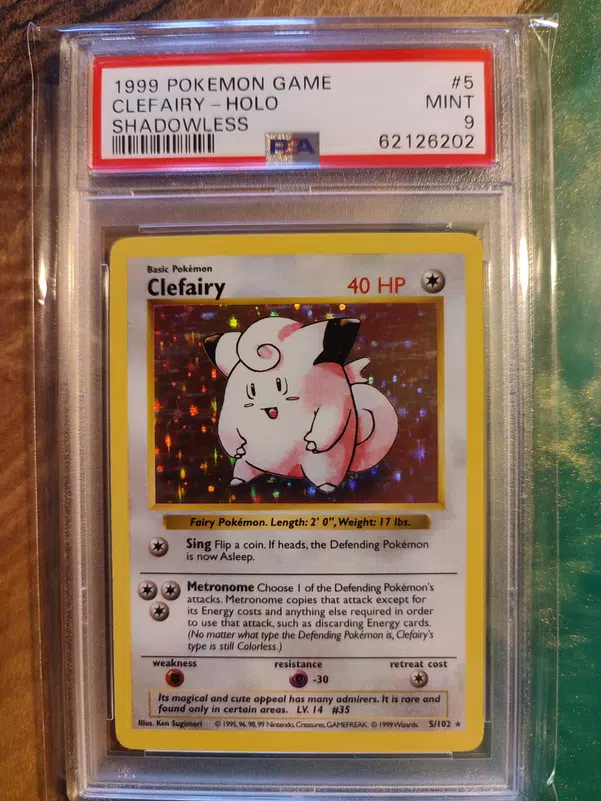 1999 POKEMON GAME #5
CLEFAIRY – HOLO MINT
SHADOWLESS 9
PSA 62126202
Basic Pokémon
Clefairy 40 HP
Fairy Pokémon. Length: 2' 0", Weight: 17 lbs.
Sing Flip a coin. If heads, the Defending Pokémon
is now Asleep.
Metronome Choose 1 of the Defending Pokémon's
attacks. Metronome copies that attack except for
its Energy costs and anything else required in order
to use that attack, such as discarding Energy cards.
(No matter what type the Defending Pokémon is, Clefairy's
type is still Colorless.)
weakness resistance retreat cost
-30
Its magical and cute appeal has many admirers. It is rare and
found only in certain areas. LV. 14 #35
Illus. Ken Sugimori © 1995, 96, 98, 99 Nintendo, Creatures, GAMEFREAK. © 1999 Wizards. 5/102 ★